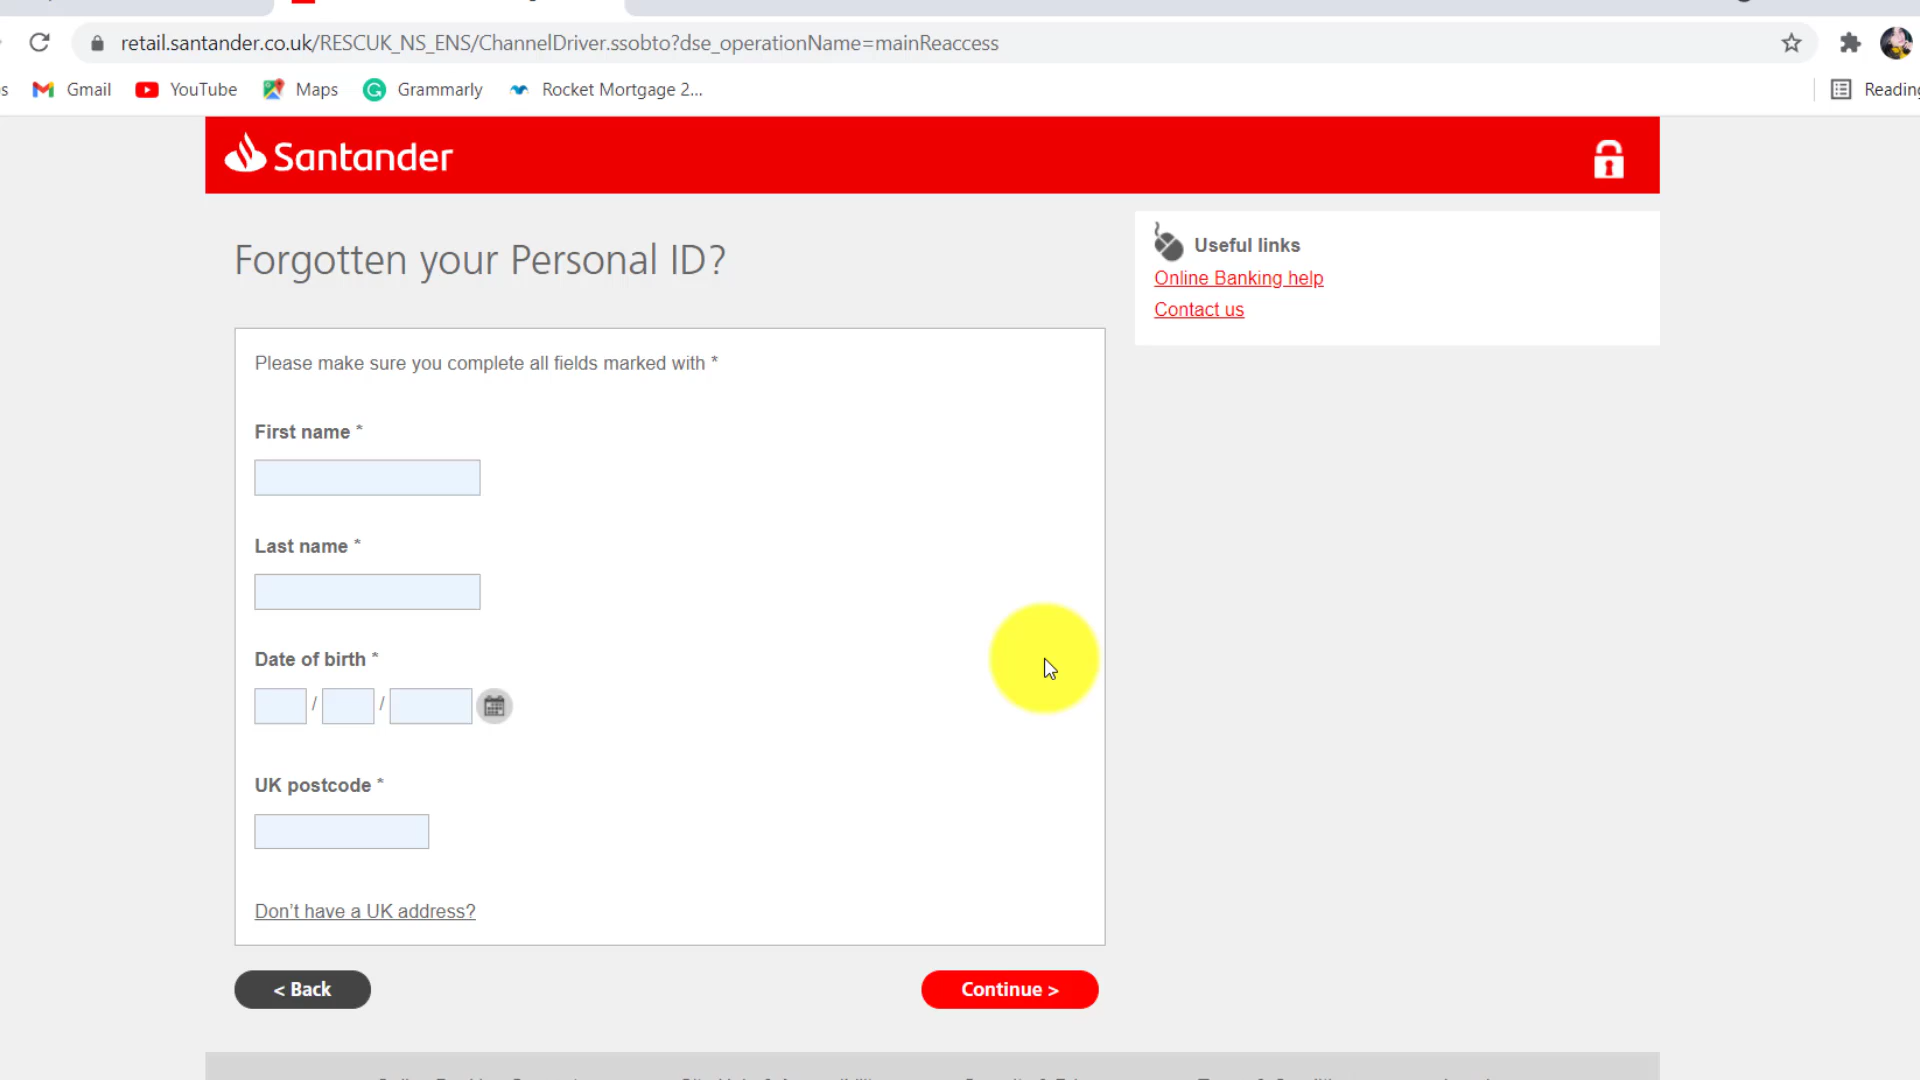 retail.santander.co.uk/RESCUK_NS_ENS/ChannelDriver.ssobto?dse_operationName=mainReaccess
Gmail YouTube Maps Grammarly Rocket Mortgage 2... Reading
Santander
Forgotten your Personal ID?
Useful links
Online Banking help
Contact us
Please make sure you complete all fields marked with *
First name *
Last name *
Date of birth *
/ /
UK postcode *
Don't have a UK address?
< Back
Continue >